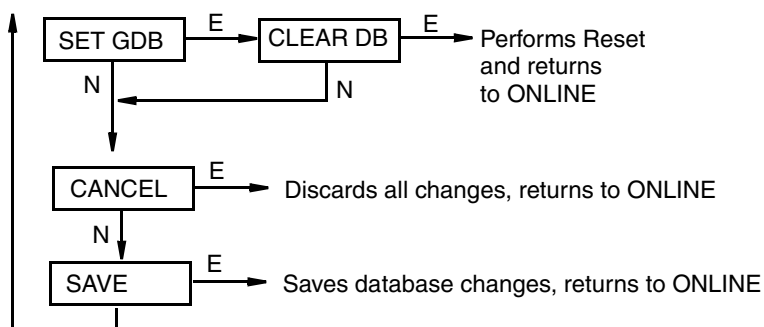 SET GDB
E
CLEAR DB
E
Performs Reset
and returns
to ONLINE
N
N
CANCEL
E
Discards all changes, returns to ONLINE
N
SAVE
E
Saves database changes, returns to ONLINE